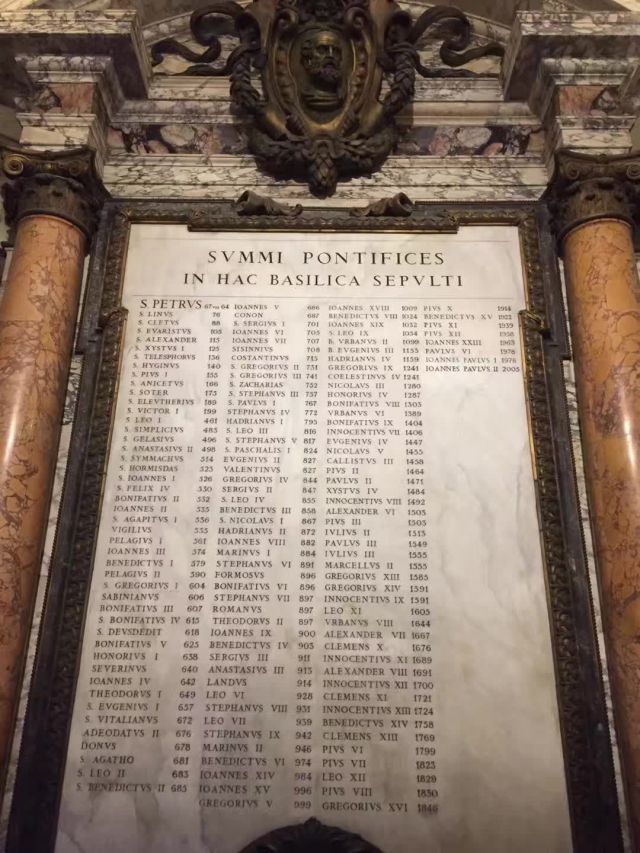 SVMMI PONTIFICES
IN HAC BASILICA SEPVLTI
S. PETRVS 67 vel 64
S. LINVS 76
S. CLETVS 88
S. EVARISTVS 105
S. ALEXANDER 115
S. XYSTVS I 125
S. TELESPHORVS 136
S. HYGINVS 140
S. PIVS I 155
S. ANICETVS 166
S. SOTER 175
S. ELEVTHERIVS 189
S. VICTOR I 199
S. LEO I 461
S. SIMPLICIVS 483
S. GELASIVS 496
S. ANASTASIVS II 498
S. SYMMACHVS 514
S. HORMISDAS 523
S. IOANNES I 526
S. FELIX IV 530
BONIFATIVS II 532
IOANNES II 535
S. AGAPITVS I 536
VIGILIVS 555
PELAGIVS I 561
IOANNES III 574
BENEDICTVS I 579
PELAGIVS II 590
S. GREGORIVS I 604
SABINIANVS 606
BONIFATIVS III 607
S. BONIFATIVS IV 615
S. DEVSDEDIT 618
BONIFATIVS V 625
HONORIVS I 638
SEVERINVS 640
IOANNES IV 642
THEODORVS I 649
S. EVGENIVS I 657
S. VITALIANVS 672
ADEODATVS II 676
DONVS 678
S. AGATHO 681
S. LEO II 683
S. BENEDICTVS II 685
IOANNES V 686
CONON 687
S. SERGIVS I 701
IOANNES VI 705
IOANNES VII 707
SISINNIVS 708
COSTANTINVS 715
S. GREGORIVS II 731
S. GREGORIVS III 741
S. ZACHARIAS 752
S. STEPHANVS III 757
S. PAVLVS I 767
STEPHANVS IV 772
HADRIANVS I 795
S. LEO III 816
S. STEPHANVS V 817
S. PASCHALIS I 824
EVGENIVS II 827
VALENTINVS 827
GREGORIVS IV 844
SERGIVS II 847
S. LEO IV 855
BENEDICTVS III 858
S. NICOLAVS I 867
HADRIANVS II 872
IOANNES VIII 882
MARINVS I 884
STEPHANVS VI 891
FORMOSVS 896
BONIFATIVS VI 896
STEPHANVS VII 897
ROMANVS 897
THEODORVS II 897
IOANNES IX 900
BENEDICTVS IV 903
SERGIVS III 911
ANASTASIVS III 913
LANDVS 914
LEO VI 928
STEPHANVS VIII 931
LEO VII 939
STEPHANVS IX 942
MARINVS II 946
BENEDICTVS VI 974
IOANNES XIV 984
IOANNES XV 996
GREGORIVS V 999
IOANNES XVIII 1009
BENEDICTVS VIII 1024
IOANNES XIX 1032
S. LEO IX 1054
B. VRBANVS II 1099
B. EVGENIVS III 1153
HADRIANVS IV 1159
GREGORIVS IX 1241
COELESTINVS IV 1241
NICOLAVS III 1280
HONORIVS IV 1287
BONIFATIVS VIII 1303
VRBANVS VI 1389
BONIFATIVS IX 1404
INNOCENTIVS VII 1406
EVGENIVS IV 1447
NICOLAVS V 1455
CALLISTVS III 1458
PIVS II 1464
PAVLVS II 1471
XYSTVS IV 1484
INNOCENTIVS VIII 1492
ALEXANDER VI 1503
PIVS III 1503
IVLIVS II 1513
PAVLVS III 1549
IVLIVS III 1555
MARCELLVS II 1555
GREGORIVS XIII 1585
GREGORIVS XIV 1591
INNOCENTIVS IX 1591
LEO XI 1605
VRBANVS VIII 1644
ALEXANDER VII 1667
CLEMENS X 1676
INNOCENTIVS XI 1689
ALEXANDER VIII 1691
INNOCENTIVS XII 1700
CLEMENS XI 1721
INNOCENTIVS XIII 1724
BENEDICTVS XIV 1758
CLEMENS XIII 1769
PIVS VI 1799
PIVS VII 1823
LEO XII 1829
PIVS VIII 1830
GREGORIVS XVI 1846
PIVS X 1914
BENEDICTVS XV 1922
PIVS XI 1939
PIVS XII 1958
IOANNES XXIII 1963
PAVLVS VI 1978
IOANNES PAVLVS I 1978
IOANNES PAVLVS II 2005